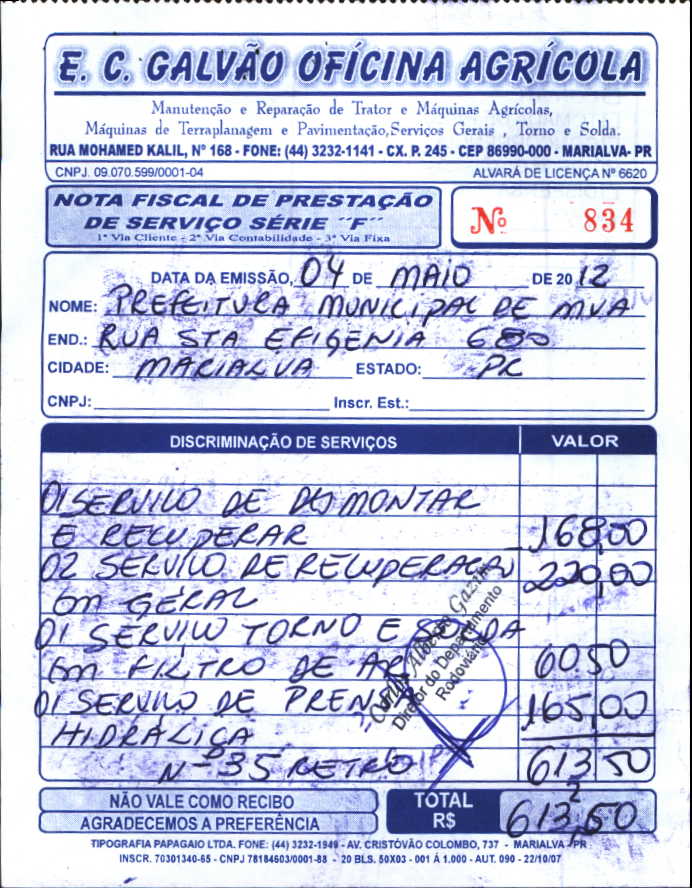 E. C. GALVÃO OFÍCINA AGRÍCOLA
Manutenção e Reparação de Trator e Máquinas Agrícolas,
Máquinas de Terraplanagem e Pavimentação,Serviços Gerais , Torno e Solda.
RUA MOHAMED KALIL, Nº 168 - FONE: (44) 3232-1141 - CX. P. 245 - CEP 86990-000 - MARIALVA- PR
CNPJ. 09.070.599/0001-04 ALVARÁ DE LICENÇA Nº 6620
NOTA FISCAL DE PRESTAÇÃO
DE SERVIÇO SÉRIE ´´F´´
1ª Via Cliente - 2ª Via Contabilidade - 3ª Via Fixa
Nº 834
DATA DA EMISSÃO, 04 DE MAIO DE 2012
NOME: PREFEITURA MUNICIPAL DE MVA
END.: RUA STA EFIGENIA 680
CIDADE: MARIALVA ESTADO: PR
CNPJ: Inscr. Est.:
DISCRIMINAÇÃO DE SERVIÇOS VALOR
01 SERVIÇO DE DESMONTAR
E RECUPERAR 168,00
02 SERVIÇO DE RECUPERAÇÃO 220,00
em GERAL
01 SERVIÇO TORNO E SOLDA
em FILTRO DE AR 60 50
01 SERVIÇO DE PRENSA 165,00
HIDRALICA
Nº 35 RETRO 613 50
Diretor do Departamento
Rodoviário
NÃO VALE COMO RECIBO
AGRADECEMOS A PREFERÊNCIA
TOTAL
R$ 613,50
TIPOGRAFIA PAPAGAIO LTDA. FONE: (44) 3232-1949 - AV. CRISTÓVÃO COLOMBO, 737 - MARIALVA - PR
INSCR. 70301340-65 - CNPJ 78184603/0001-88 - 20 BLS. 50X03 - 001 Á 1.000 - AUT. 090 - 22/10/07